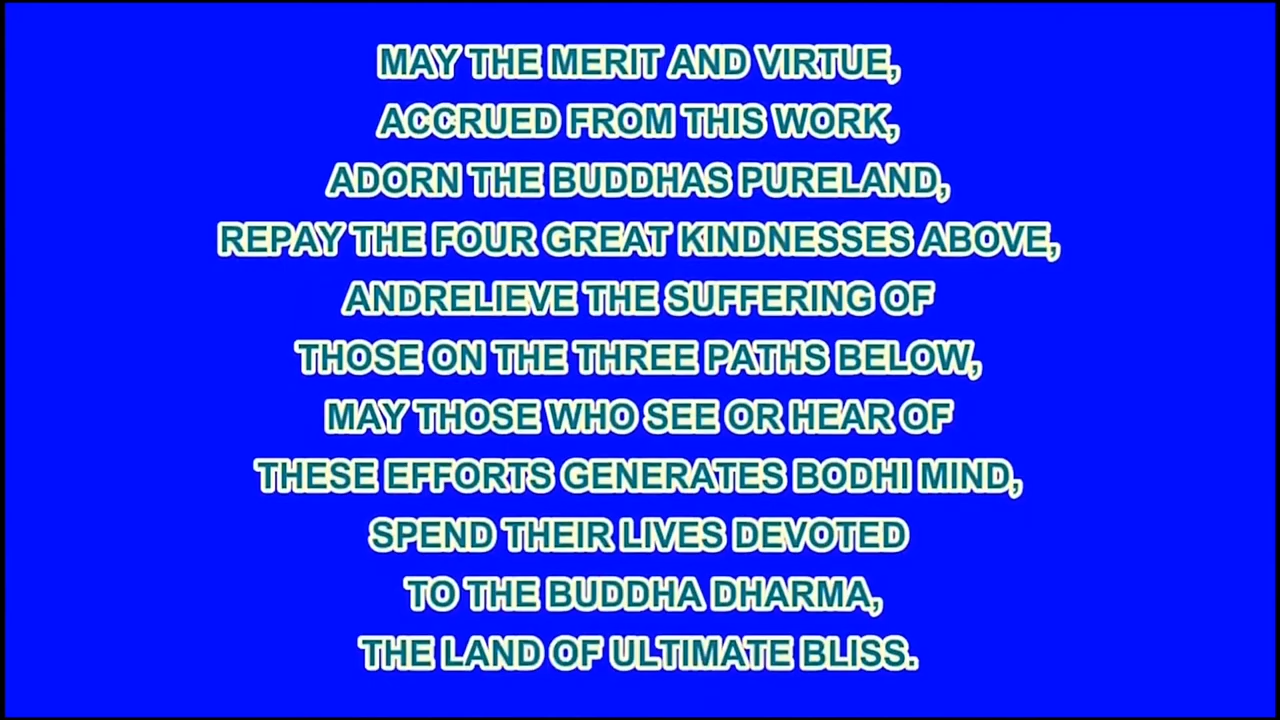 MAY THE MERIT AND VIRTUE,
ACCRUED FROM THIS WORK,
ADORN THE BUDDHAS PURELAND,
REPAY THE FOUR GREAT KINDNESSES ABOVE,
ANDRELIEVE THE SUFFERING OF
THOSE ON THE THREE PATHS BELOW,
MAY THOSE WHO SEE OR HEAR OF
THESE EFFORTS GENERATES BODHI MIND,
SPEND THEIR LIVES DEVOTED
TO THE BUDDHA DHARMA,
THE LAND OF ULTIMATE BLISS.